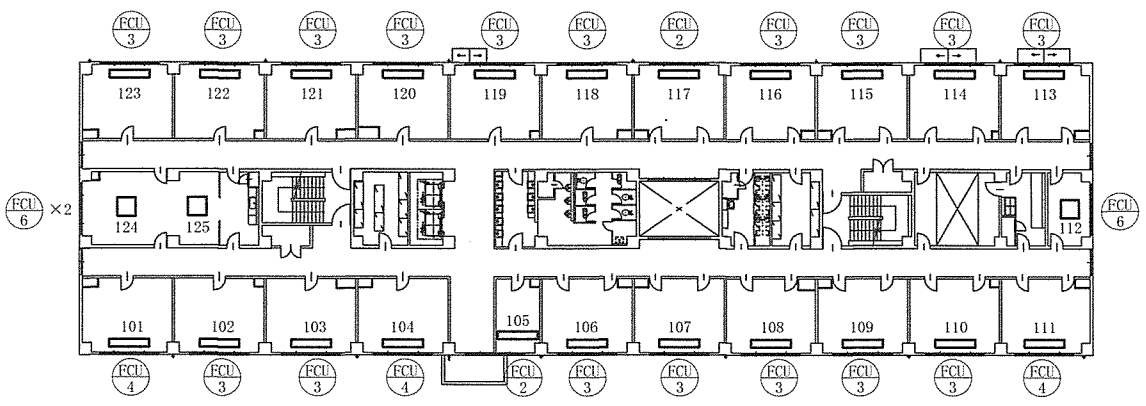 FCU 3 FCU 3 FCU 3 FCU 3 FCU 3 FCU 3 FCU 2 FCU 3 FCU 3 FCU 3 FCU 3
123 122 121 120 119 118 117 116 115 114 113
FCU 6 ×2 124 125 112 FCU 6
101 102 103 104 105 106 107 108 109 110 111
FCU 4 FCU 3 FCU 3 FCU 4 FCU 2 FCU 3 FCU 3 FCU 3 FCU 3 FCU 3 FCU 4